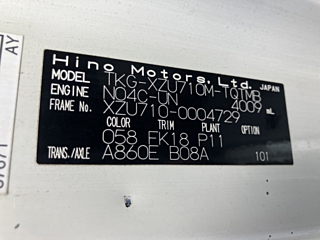 Hino Motors, Ltd. JAPAN
MODEL TKG-XZU710M-TQTMB
ENGINE N04C-UN 4009 mL
FRAME No. XZU710-0004729
COLOR TRIM PLANT OPTION
058 FK18 P11
TRANS./AXLE A860E B08A 101
AY